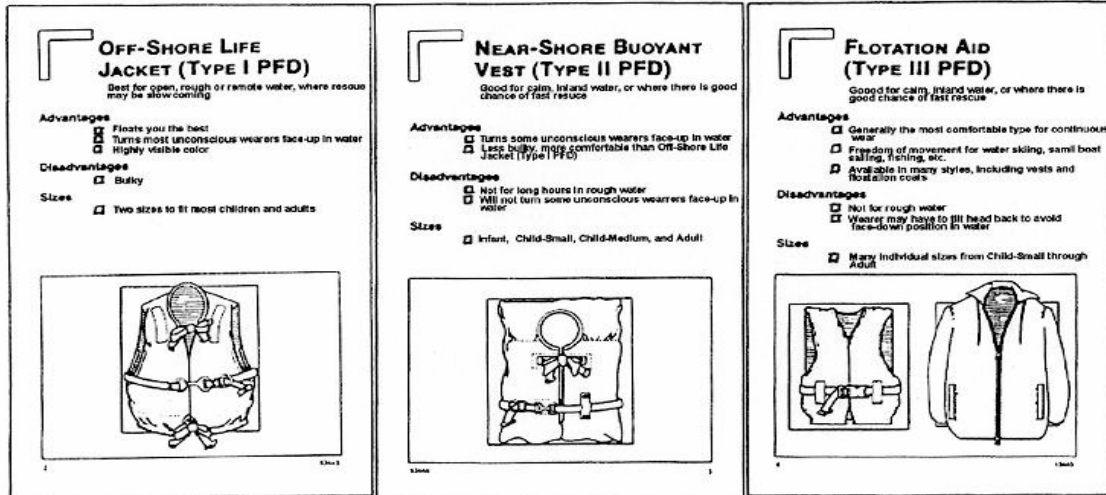 OFF-SHORE LIFE
JACKET (TYPE I PFD)
Best for open, rough or remote water, where rescue
may be slow coming
Advantages
Floats you the best
Turns most unconscious wearers face-up in water
Highly visible color
Disadvantages
Bulky
Sizes
Two sizes to fit most children and adults
NEAR-SHORE BUOYANT
VEST (TYPE II PFD)
Good for calm, inland water, or where there is good
chance of fast resuce
Advantages
Turns some unconscious wearers face-up in water
Less bulky, more comfortable than Off-Shore Life
Jacket (Type I PFD)
Disadvantages
Not for long hours in rough water
Will not turn some unconscious wearrers face-up in
water
Sizes
Infant, Child-Small, Child-Medium, and Adult
3
FLOTATION AID
(TYPE III PFD)
Goood for calm, inland water, or where there is
good chance of fast rescue
Advantages
Generally the most comfortable type for continuous
wear
Freedom of movement for water skiing, samll boat
sailing, fishing, etc.
Available in many styles, including vests and
floatation coats
Disadvantages
Not for rough water
Wearer may have to tilt head back to avoid
face-down position in water
Sizes
Many individual sizes from Child-Small through
Adult